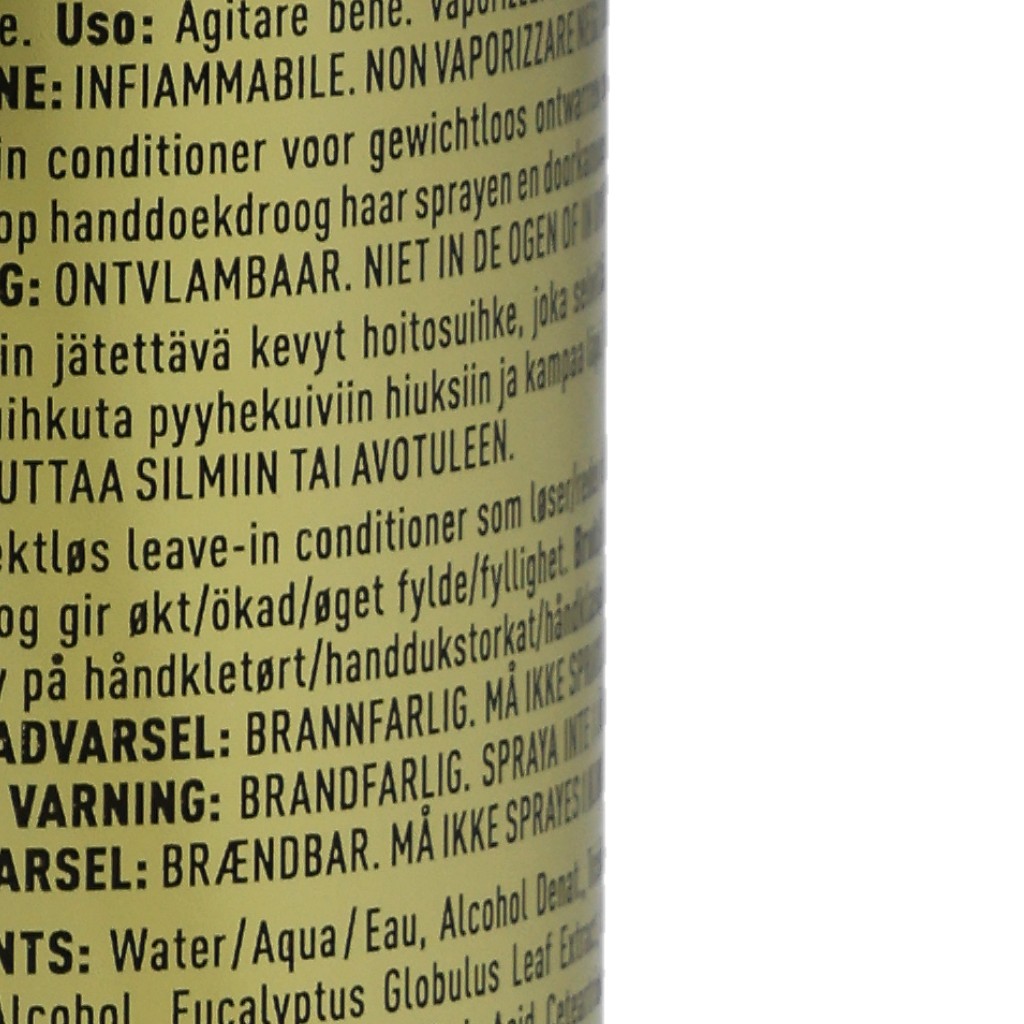 e. Uso: Agitare bene.
NE: INFIAMMABILE. NON VAPORIZZARE
in conditioner voor gewichtloos
op handdoekdroog haar sprayen en
G: ONTVLAMBAAR. NIET IN DE OGEN OF IN
in jätettävä kevyt hoitosuihke, joka
uihkuta pyyhekuiviin hiuksiin ja kampaa
UTTAA SILMIIN TAI AVOTULEEN.
ektløs leave-in conditioner som løser/
og gir økt/ökad/øget fylde/fyllighet.
på håndkletørt/handdukstorkat/
ADVARSEL: BRANNFARLIG. MÅ IKKE
VARNING: BRANDFARLIG. SPRAYA INTE
ARSEL: BRÆNDBAR. MÅ IKKE SPRAYES
NTS: Water/Aqua/Eau, Alcohol Denat.,
Alcohol, Eucalyptus Globulus Leaf
Acid,